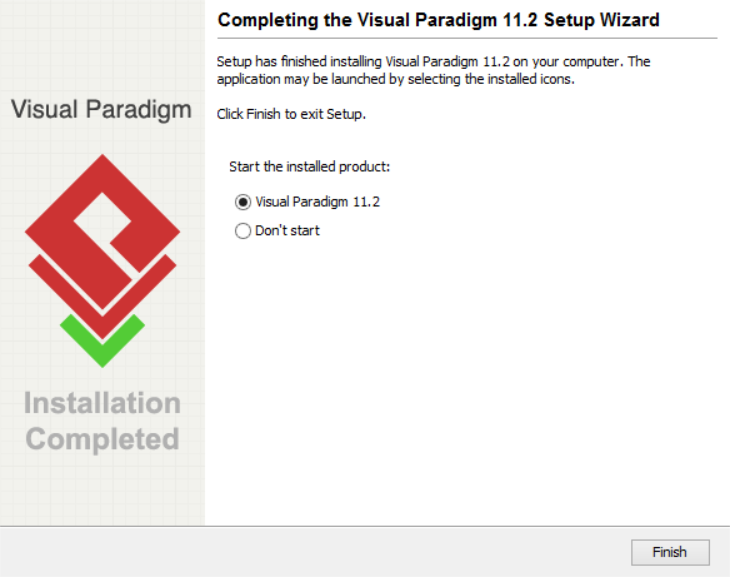 Completing the Visual Paradigm 11.2 Setup Wizard
Setup has finished installing Visual Paradigm 11.2 on your computer. The
application may be launched by selecting the installed icons.
Click Finish to exit Setup.
Visual Paradigm
Start the installed product:
Visual Paradigm 11.2
Don't start
Installation
Completed
Finish